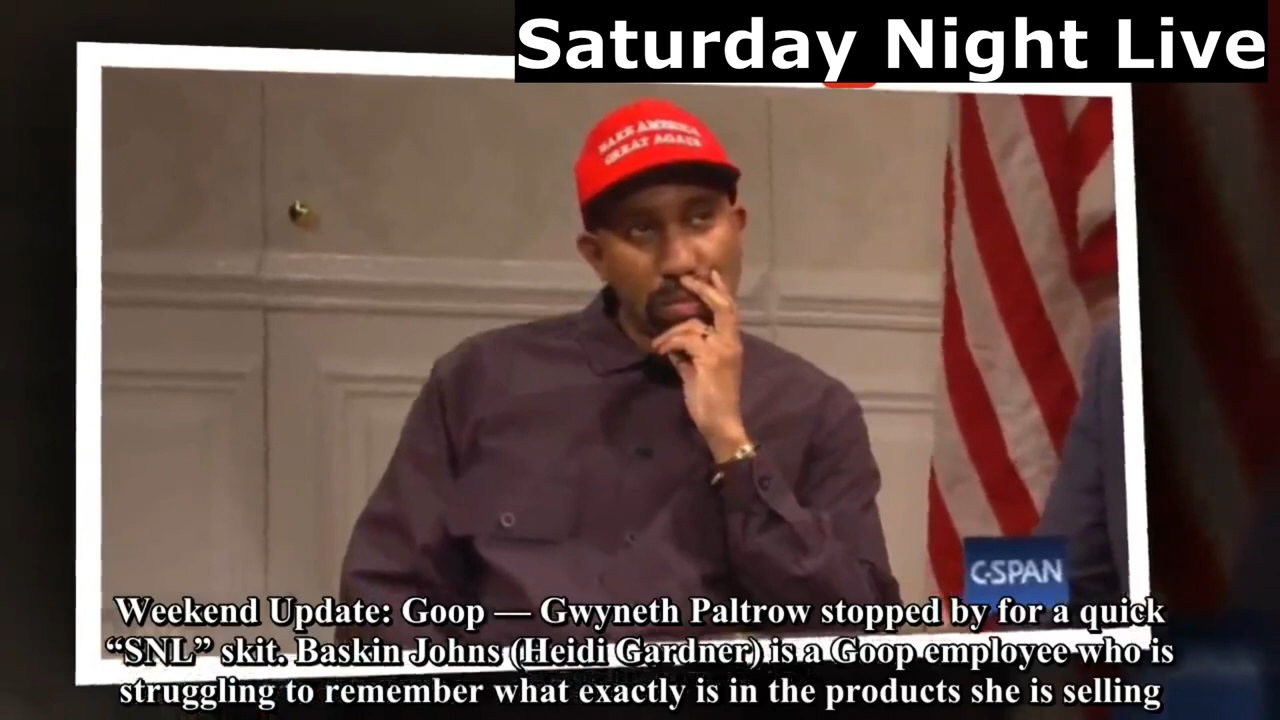 Saturday Night Live
MAKE AMERICA
GREAT AGAIN
C-SPAN
Weekend Update: Goop — Gwyneth Paltrow stopped by for a quick
“SNL” skit. Baskin Johns (Heidi Gardner) is a Goop employee who is
struggling to remember what exactly is in the products she is selling